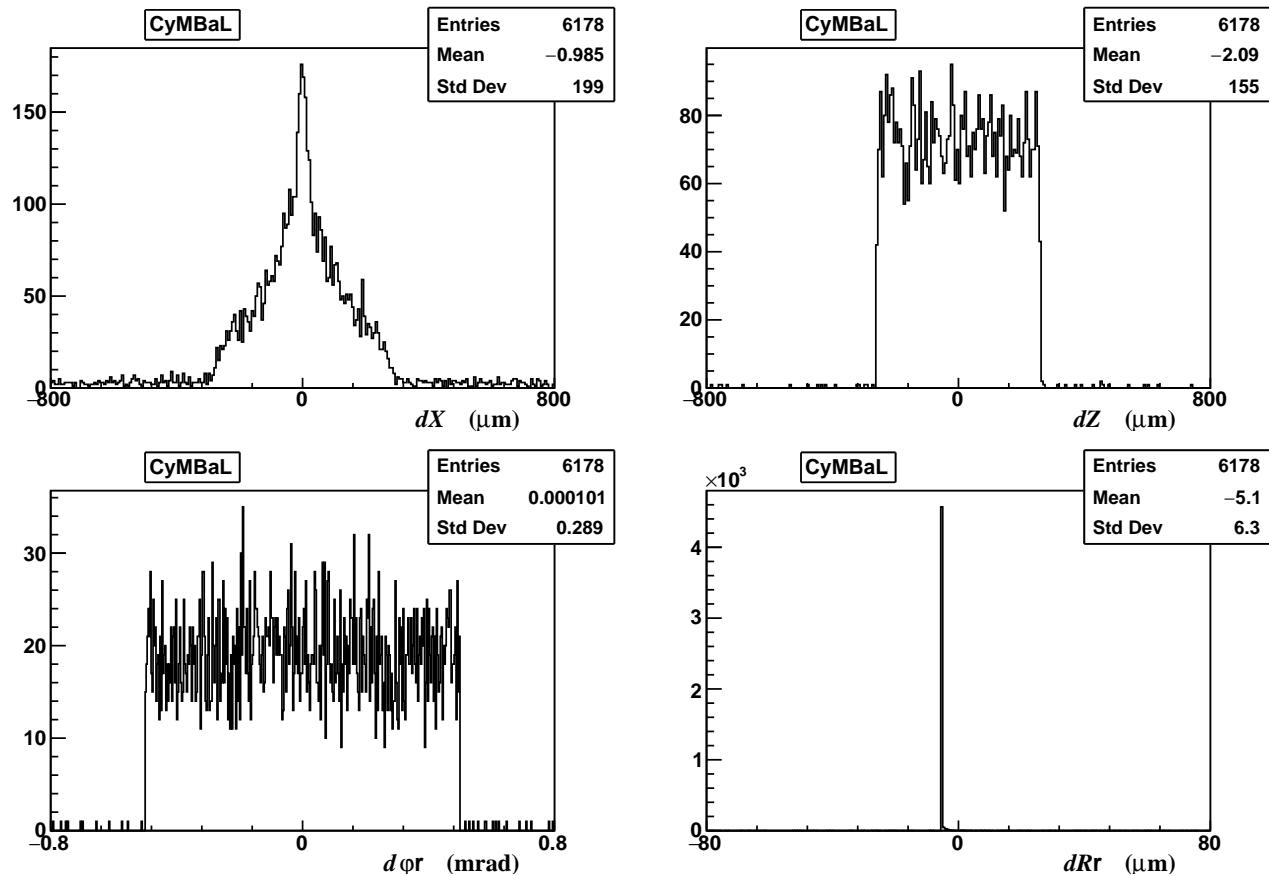 CyMBaL
Entries 6178
Mean −0.985
Std Dev 199
150
100
50
0
−800 0 800
dX (μm)
CyMBaL
Entries 6178
Mean −2.09
Std Dev 155
80
60
40
20
0
−800 0 800
dZ (μm)
CyMBaL
Entries 6178
Mean 0.000101
Std Dev 0.289
30
20
10
0
−0.8 0 0.8
dφr (mrad)
CyMBaL
×10³
Entries 6178
Mean −5.1
Std Dev 6.3
4
3
2
1
0
−80 0 80
dRr (μm)